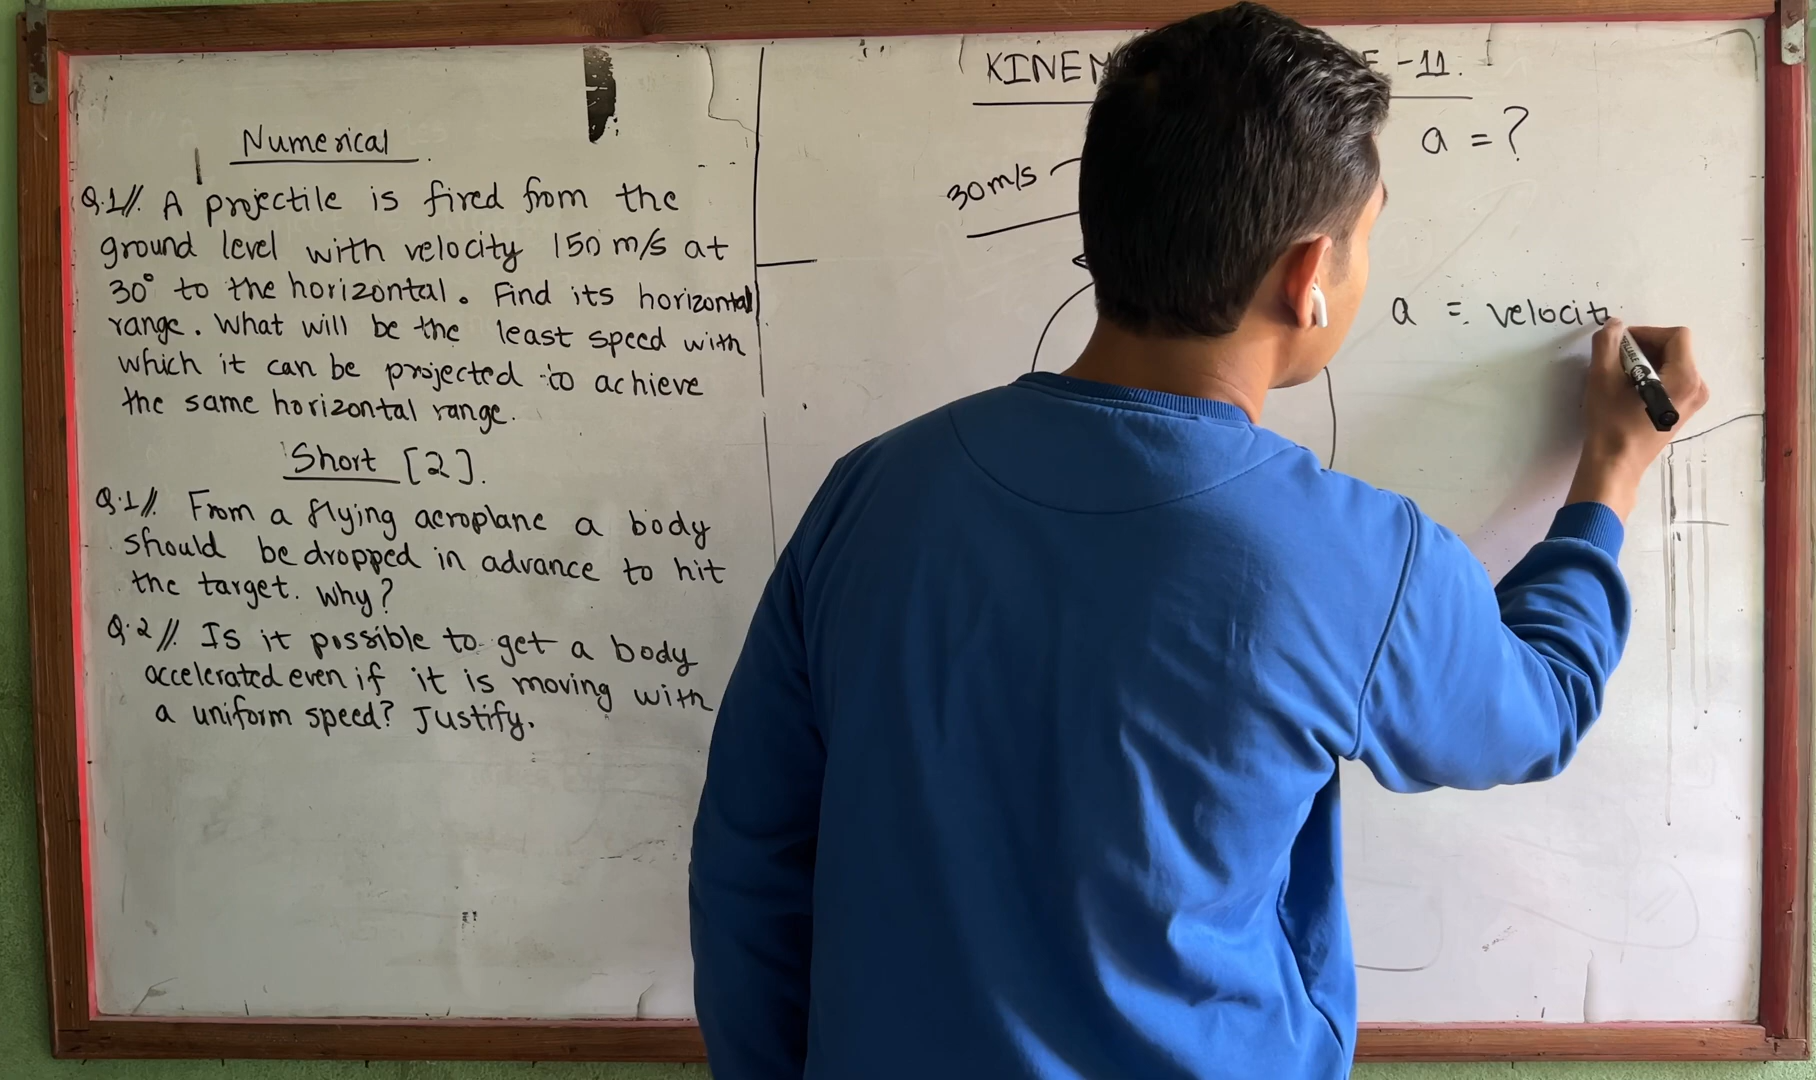 Numerical
Q.1//. A projectile is fired from the
ground level with velocity 150 m/s at
30° to the horizontal. Find its horizontal
range. What will be the least speed with
which it can be projected to achieve
the same horizontal range.
Short [2].
Q.1//. From a flying aeroplane a body
should be dropped in advance to hit
the target. Why?
Q.2//. Is it possible to get a body
accelerated even if it is moving with
a uniform speed? Justify.
-11.
a = ?
30m/s
a = velocit